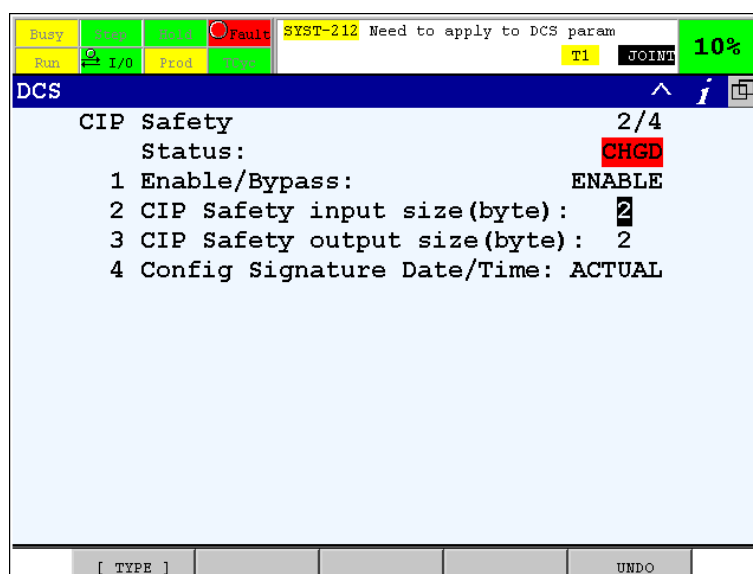 Busy Step Hold Fault SYST-212 Need to apply to DCS param
Run I/O Prod TCyc T1 JOINT 10%
DCS
CIP Safety 2/4
Status: CHGD
1 Enable/Bypass: ENABLE
2 CIP Safety input size(byte): 2
3 CIP Safety output size(byte): 2
4 Config Signature Date/Time: ACTUAL
[ TYPE ] UNDO